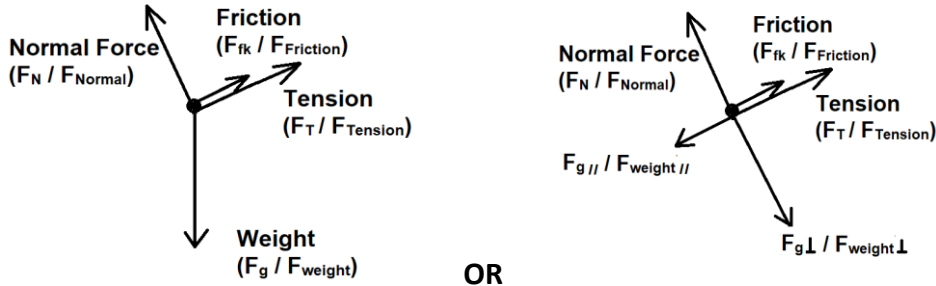 Friction
(Ffk / FFriction)
Normal Force
(FN / FNormal)
Tension
(FT / FTension)
Weight
(Fg / Fweight)
OR
Friction
(Ffk / FFriction)
Normal Force
(FN / FNormal)
Tension
(FT / FTension)
Fg // / Fweight //
Fg⊥ / Fweight⊥